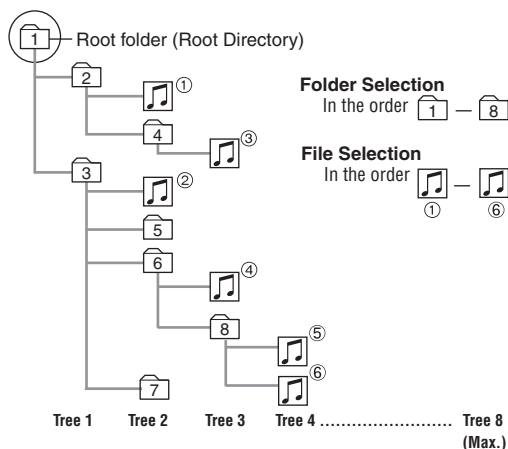 1 Root folder (Root Directory)
2
①
4
③
3
②
5
6
④
8
⑤
⑥
7
Tree 1 Tree 2 Tree 3 Tree 4 .......................... Tree 8
(Max.)
Folder Selection
In the order 1 — 8
File Selection
In the order —
① ⑥